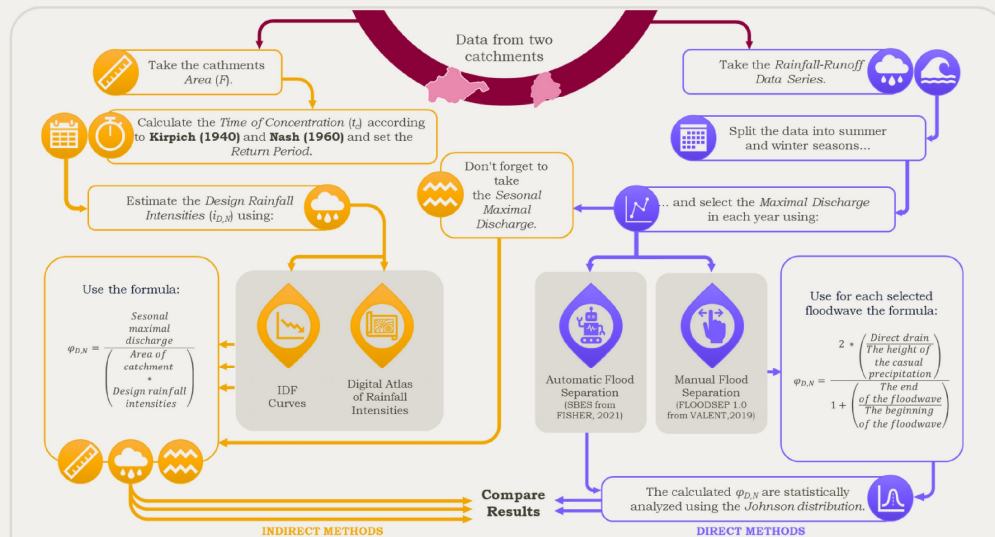 Data from two
catchments
Take the cathments
Area (F).
Calculate the Time of Concentration (tc) according
to Kirpich (1940) and Nash (1960) and set the
Return Period.
Estimate the Design Rainfall
Intensities (iD,N) using:
Don't forget to
take
the Sesonal
Maximal
Discharge.
Use the formula:
φD,N =
Sesonal
maximal
discharge
Area of
catchment
*
Design rainfall
intensities
IDF
Curves
Digital Atlas
of Rainfall
Intensities
Take the Rainfall-Runoff
Data Series.
Split the data into summer
and winter seasons...
... and select the Maximal Discharge
in each year using:
Automatic Flood
Separation
(SBES from
FISHER, 2021)
Manual Flood
Separation
(FLOODSEP 1.0
from VALENT,2019)
Use for each selected
floodwave the formula:
φD,N =
2 * (Direct drain
The height of
the casual
precipitation)
1 + (The end
of the floodwave
The beginning
of the floodwave)
The calculated φD,N are statistically
analyzed using the Johnson distribution.
Compare
Results
INDIRECT METHODS
DIRECT METHODS